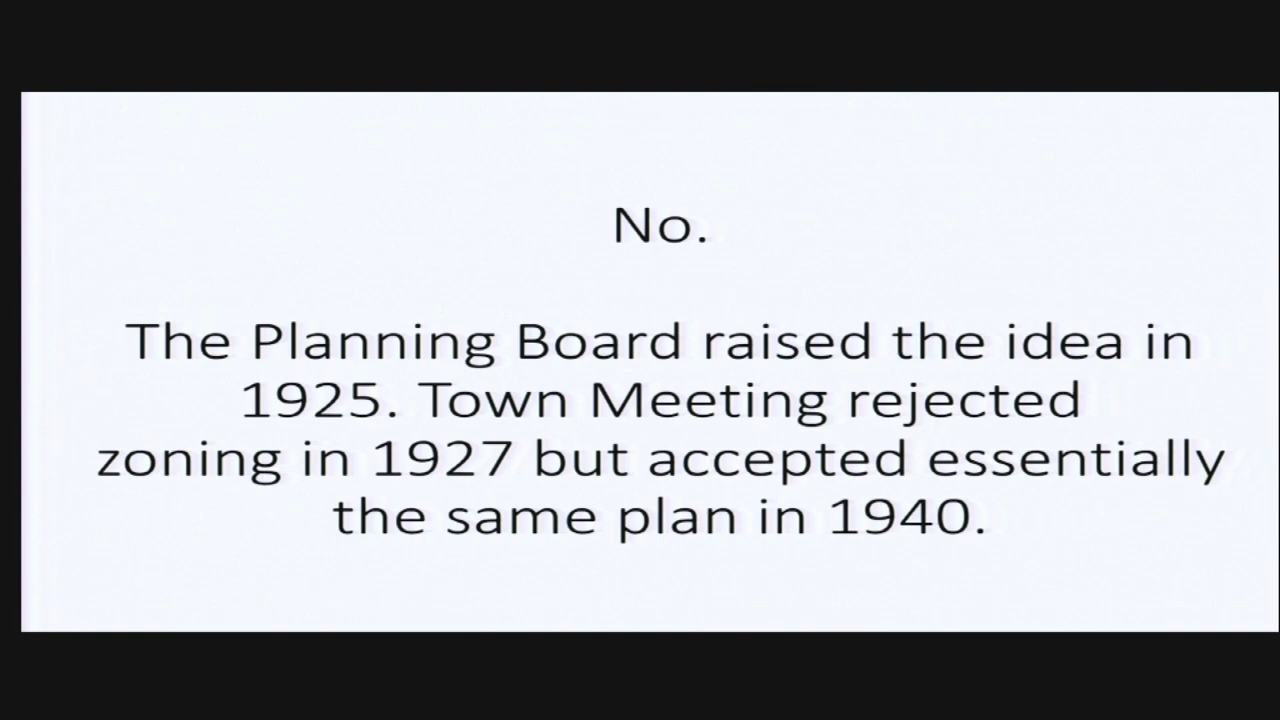 No.
The Planning Board raised the idea in
1925. Town Meeting rejected
zoning in 1927 but accepted essentially
the same plan in 1940.